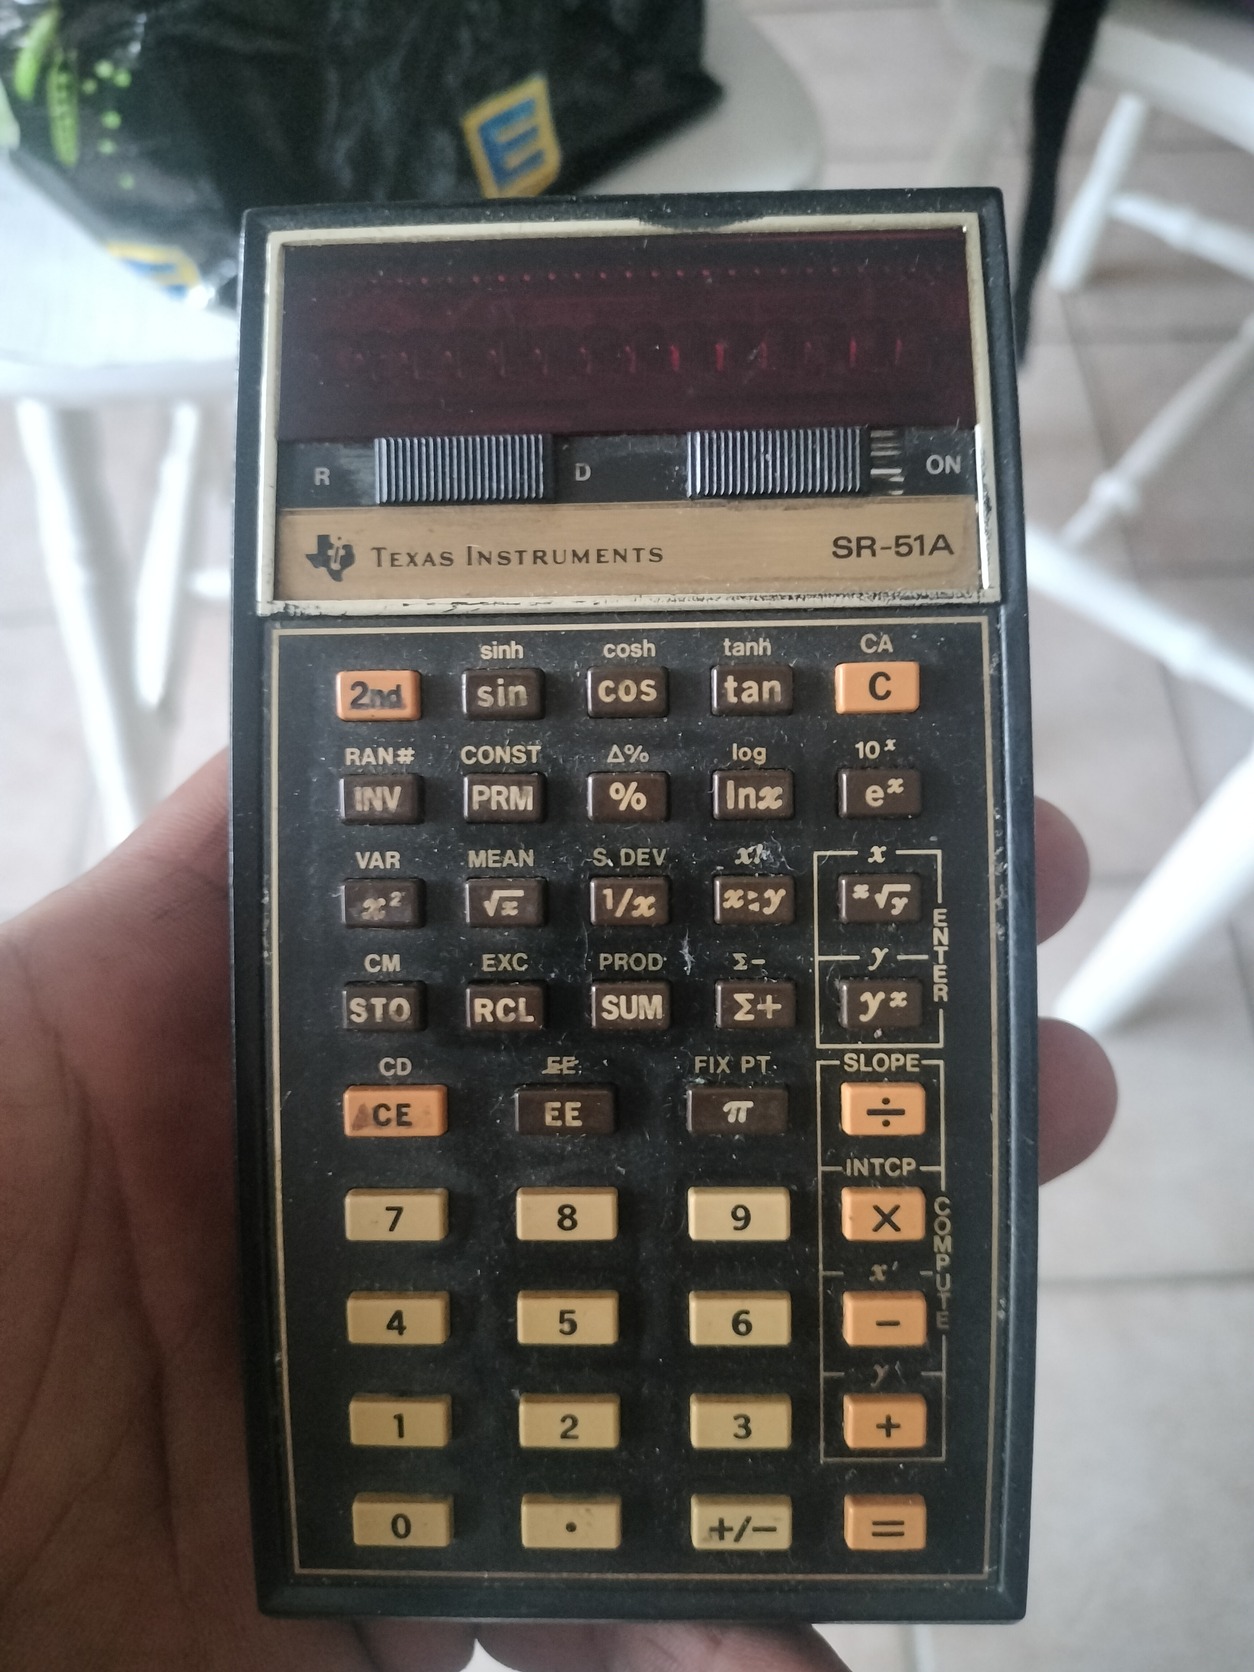 E
R D ON
TEXAS INSTRUMENTS SR-51A
sinh cosh tanh CA
2nd sin cos tan C
RAN# CONST Δ% log 10ˣ
INV PRM % lnx eˣ
VAR MEAN S. DEV x!
x
x² √x 1/x x:y ˣ√y
ENTER
CM EXC PROD Σ− y
STO RCL SUM Σ+ yˣ
CD EE FIX PT SLOPE
CE EE π ÷
INTCP
7 8 9 ×
COMPUTE
x'
4 5 6 −
y'
1 2 3 +
0 . +/− =